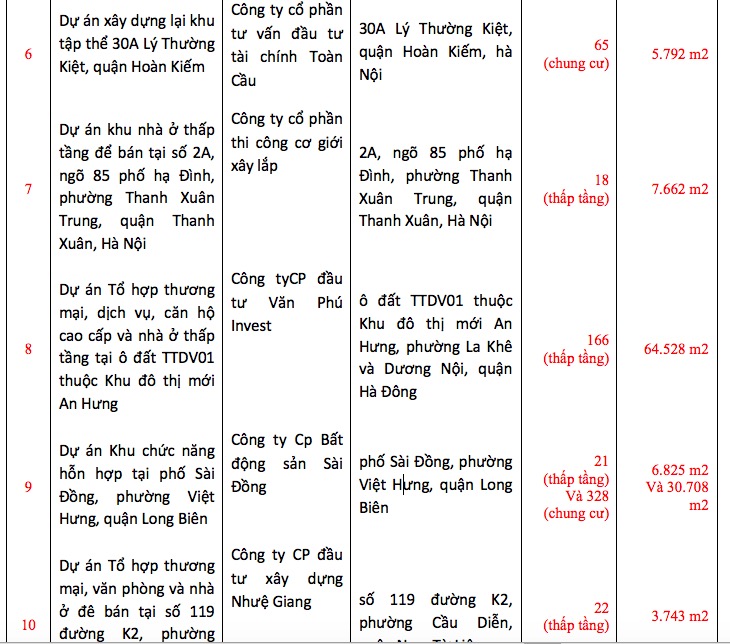 6
Dự án xây dựng lại khu
tập thể 30A Lý Thường
Kiệt, quận Hoàn Kiếm
Công ty cổ phần
tư vấn đầu tư
tài chính Toàn
Cầu
30A Lý Thường Kiệt,
quận Hoàn Kiếm, hà
Nội
65
(chung cư)
5.792 m2
7
Dự án khu nhà ở thấp
tầng để bán tại số 2A,
ngõ 85 phố hạ Đình,
phường Thanh Xuân
Trung, quận Thanh
Xuân, Hà Nội
Công ty cổ phần
thi công cơ giới
xây lắp
2A, ngõ 85 phố hạ
Đình, phường Thanh
Xuân Trung, quận
Thanh Xuân, Hà Nội
18
(thấp tầng)
7.662 m2
8
Dự án Tổ hợp thương
mại, dịch vụ, căn hộ
cao cấp và nhà ở thấp
tầng tại ô đất TTDV01
thuộc Khu đô thị mới
An Hưng
Công tyCP đầu
tư Văn Phú
Invest
ô đất TTDV01 thuộc
Khu đô thị mới An
Hưng, phường La Khê
và Dương Nội, quận
Hà Đông
166
(thấp tầng)
64.528 m2
9
Dự án Khu chức năng
hỗn hợp tại phố Sài
Đồng, phường Việt
Hưng, quận Long Biên
Công ty Cp Bất
động sản Sài
Đồng
phố Sài Đồng, phường
Việt Hưng, quận Long
Biên
21
(thấp tầng)
Và 328
(chung cư)
6.825 m2
Và 30.708
m2
10
Dự án Tổ hợp thương
mại, văn phòng và nhà
ở đê bán tại số 119
đường K2, phường
Công ty CP đầu
tư xây dựng
Nhuệ Giang
số 119 đường K2,
phường Cầu Diễn,
22
(thấp tầng)
3.743 m2